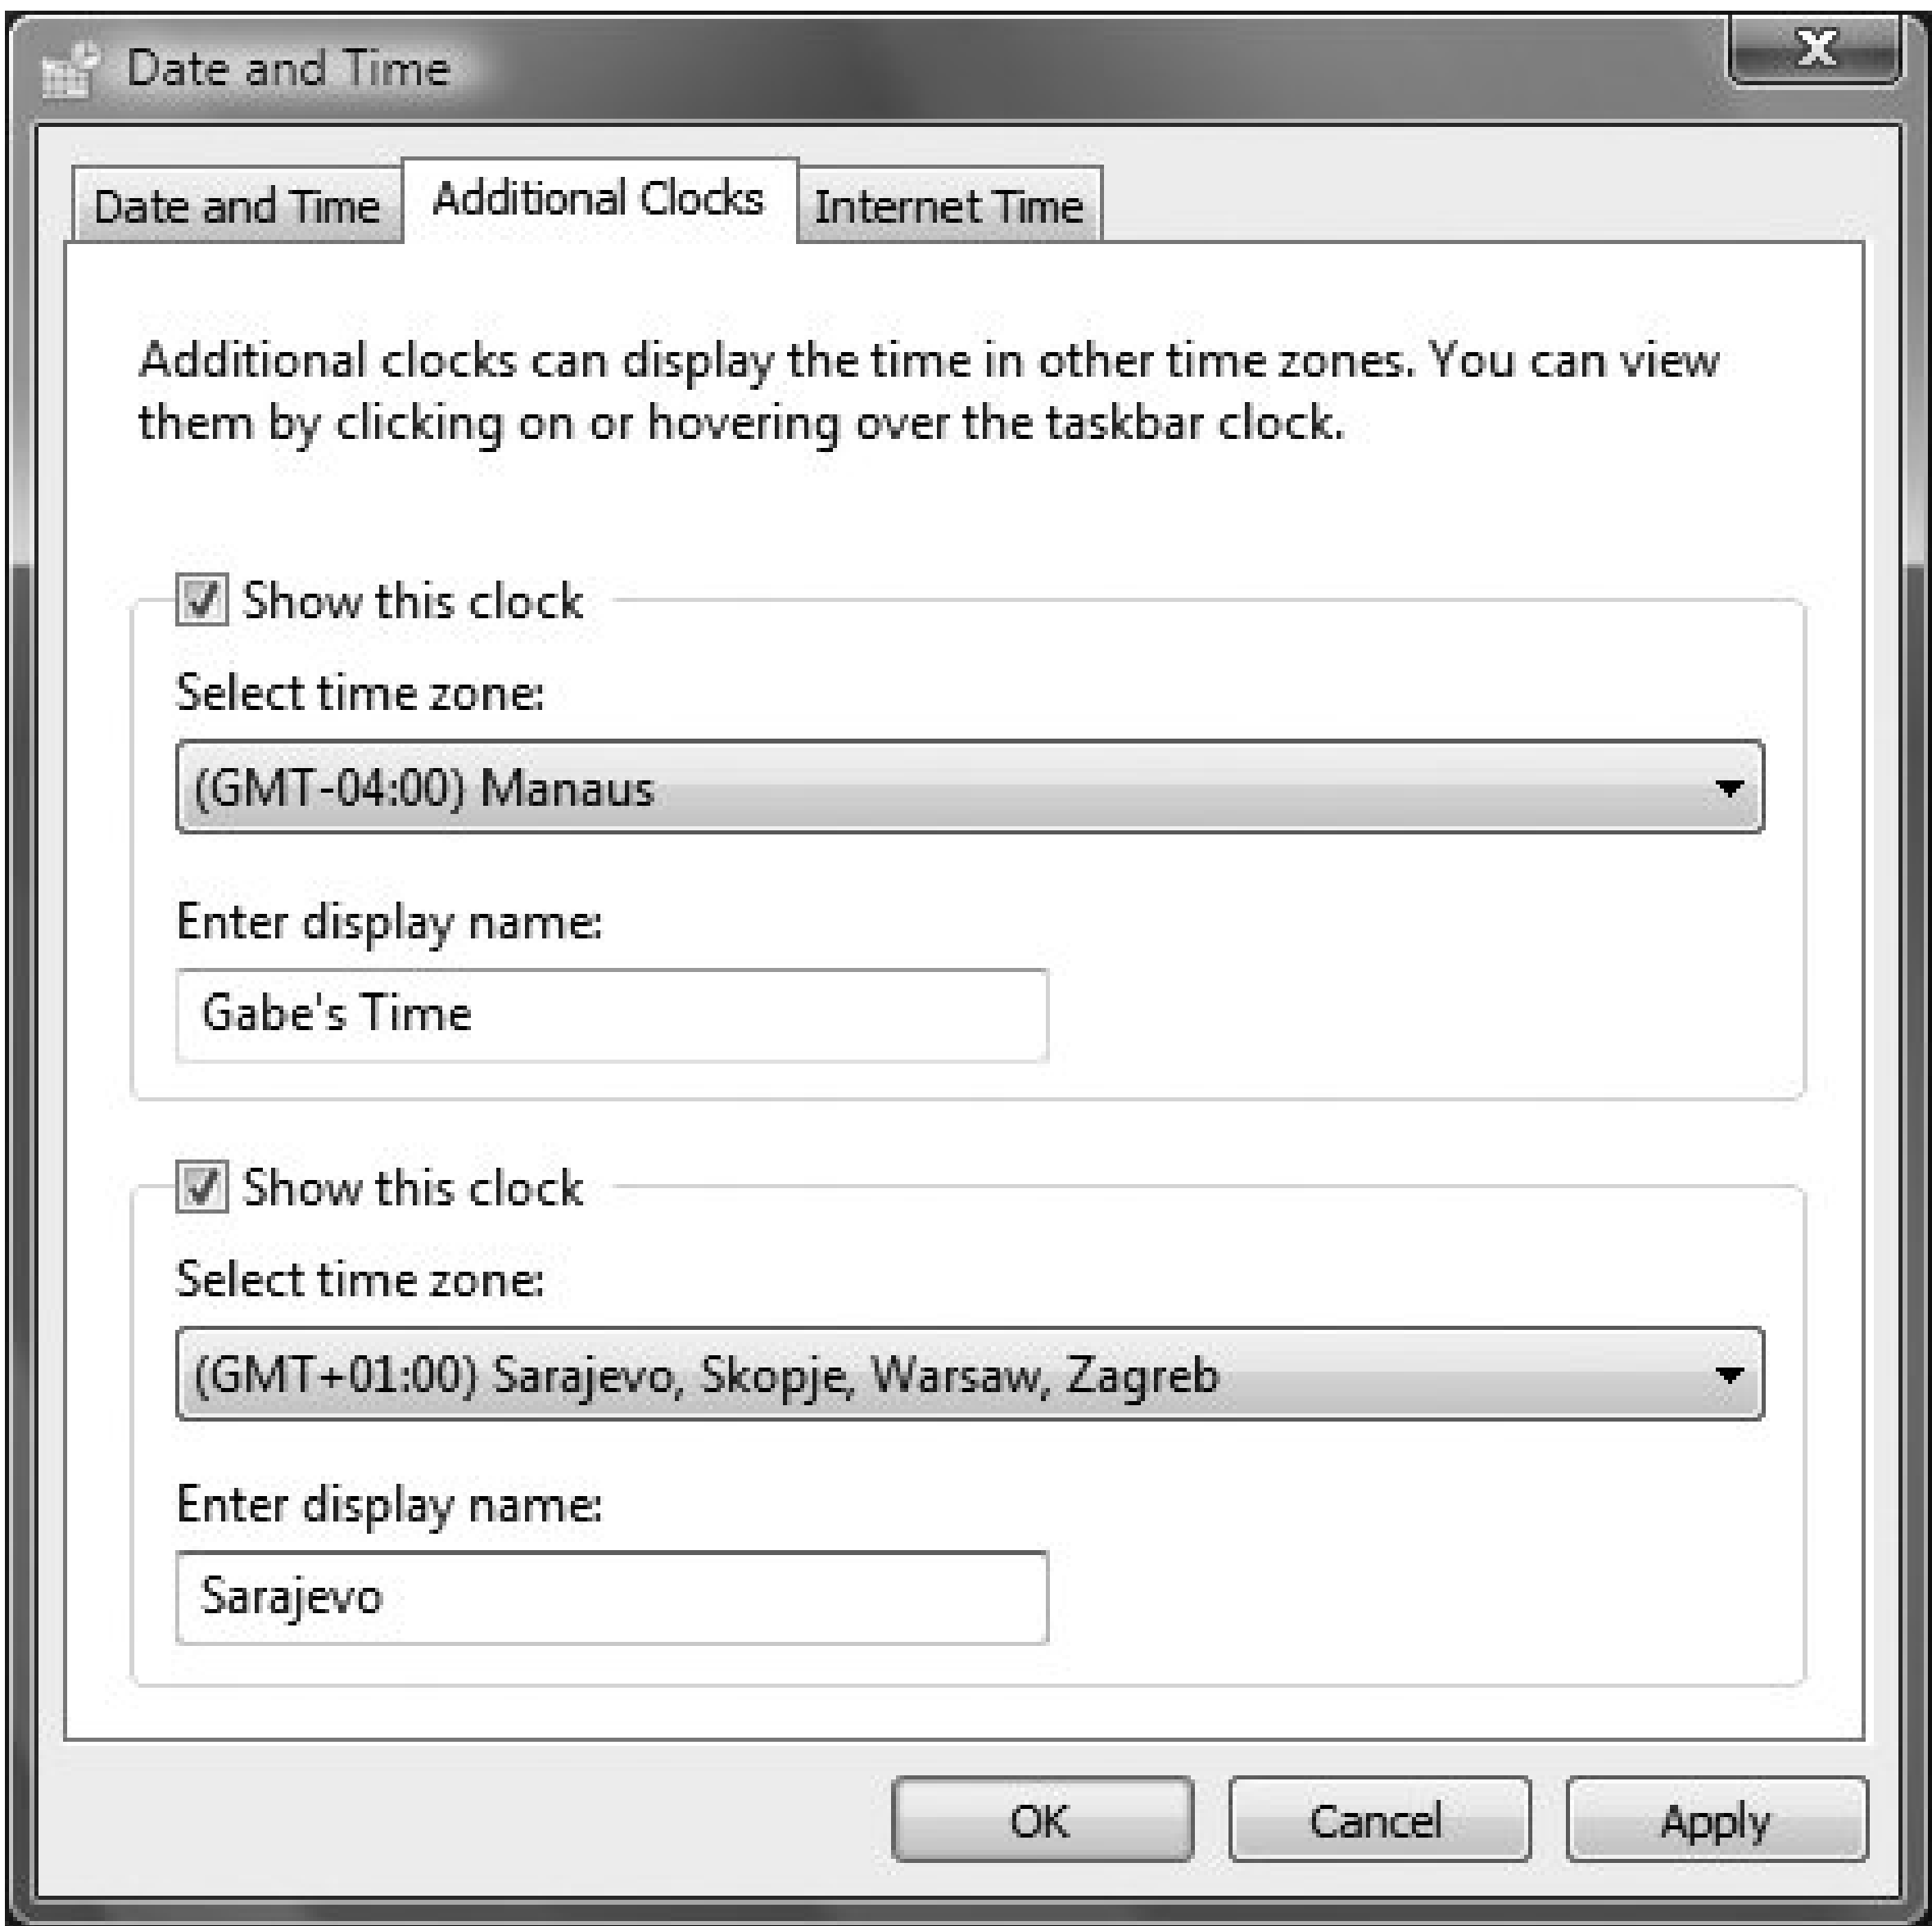 Date and Time
Date and Time Additional Clocks Internet Time
Additional clocks can display the time in other time zones. You can view
them by clicking on or hovering over the taskbar clock.
Show this clock
Select time zone:
(GMT-04:00) Manaus
Enter display name:
Gabe's Time
Show this clock
Select time zone:
(GMT+01:00) Sarajevo, Skopje, Warsaw, Zagreb
Enter display name:
Sarajevo
OK Cancel Apply